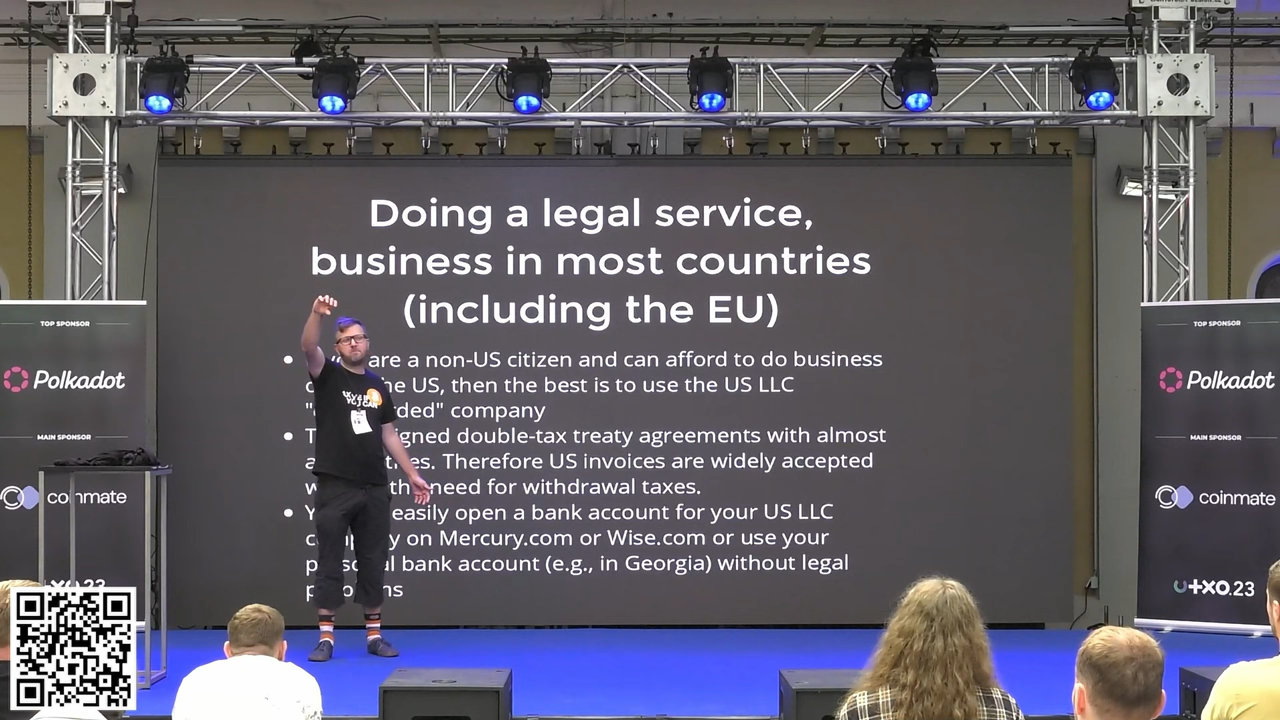 Doing a legal service,
business in most countries
(including the EU)
are a non-US citizen and can afford to do business
the US, then the best is to use the US LLC
company
double-tax treaty agreements with almost
Therefore US invoices are widely accepted
need for withdrawal taxes.
easily open a bank account for your US LLC
on Mercury.com or Wise.com or use your
bank account (e.g., in Georgia) without legal
TOP SPONSOR
Polkadot
MAIN SPONSOR
coinmate
TOP SPONSOR
Polkadot
MAIN SPONSOR
coinmate
utxo.23